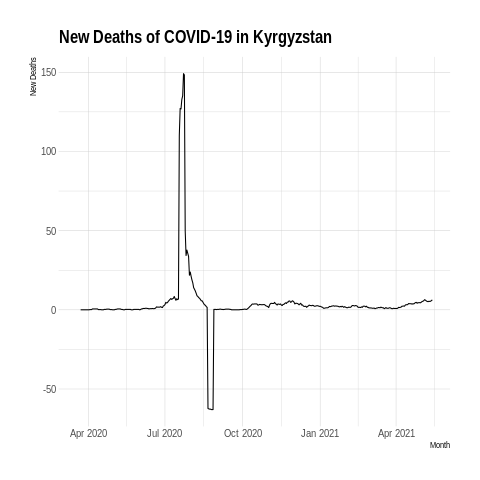 New Deaths of COVID-19 in Kyrgyzstan
New Deaths
150
100
50
0
-50
Apr 2020 Jul 2020 Oct 2020 Jan 2021 Apr 2021
Month